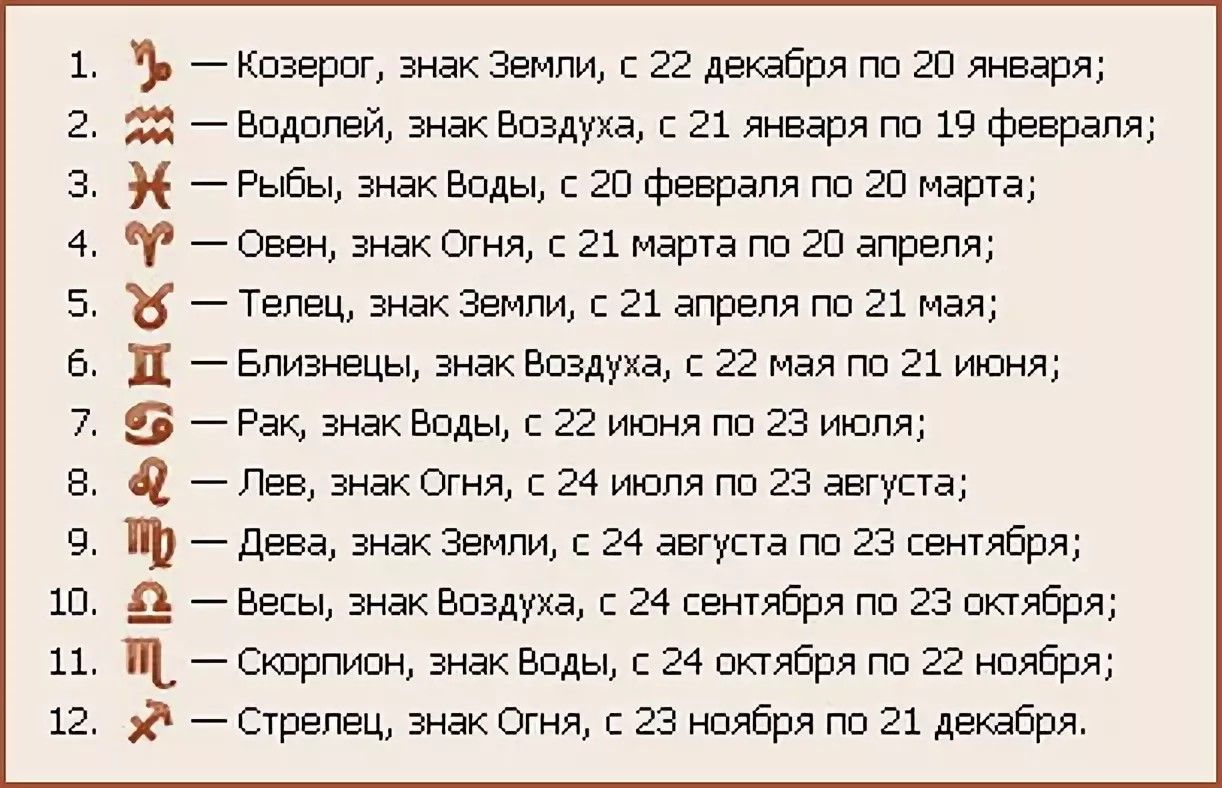 1. ♑ — Козерог, знак Земли, с 22 декабря по 20 января;
2. ♒ — Водолей, знак Воздуха, с 21 января по 19 февраля;
3. ♓ — Рыбы, знак Воды, с 20 февраля по 20 марта;
4. ♈ — Овен, знак Огня, с 21 марта по 20 апреля;
5. ♉ — Телец, знак Земли, с 21 апреля по 21 мая;
6. ♊ — Близнецы, знак Воздуха, с 22 мая по 21 июня;
7. ♋ — Рак, знак Воды, с 22 июня по 23 июля;
8. ♌ — Лев, знак Огня, с 24 июля по 23 августа;
9. ♍ — Дева, знак Земли, с 24 августа по 23 сентября;
10. ♎ — Весы, знак Воздуха, с 24 сентября по 23 октября;
11. ♏ — Скорпион, знак Воды, с 24 октября по 22 ноября;
12. ♐ — Стрелец, знак Огня, с 23 ноября по 21 декабря.